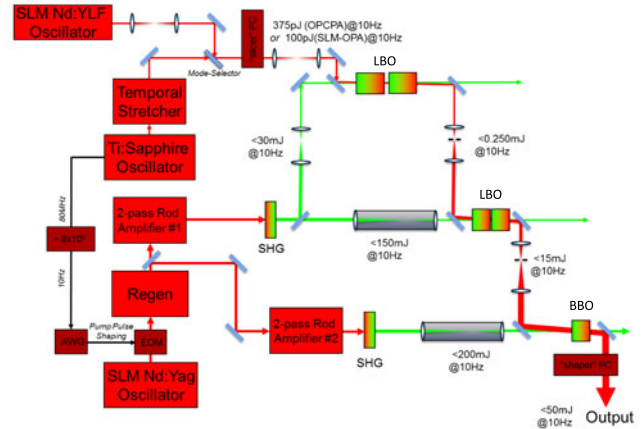 SLM Nd:YLF
Oscillator
"slicer" PC
375pJ (OPCPA)@10Hz
or 100pJ(SLM-OPA)@10Hz
LBO
Mode-Selector
Temporal
Stretcher
Ti:Sapphire
Oscillator
<30mJ
@10Hz
<0.250mJ
@10Hz
80MHz
2-pass Rod
Amplifier #1
LBO
SHG
<150mJ
@10Hz
10Hz
<15mJ
@10Hz
Regen
BBO
Pump Pulse
Shaping
AWG
EOM
2-pass Rod
Amplifier #2
SHG
<200mJ
@10Hz
"shaper" PC
SLM Nd:Yag
Oscillator
<50mJ
@10Hz
Output